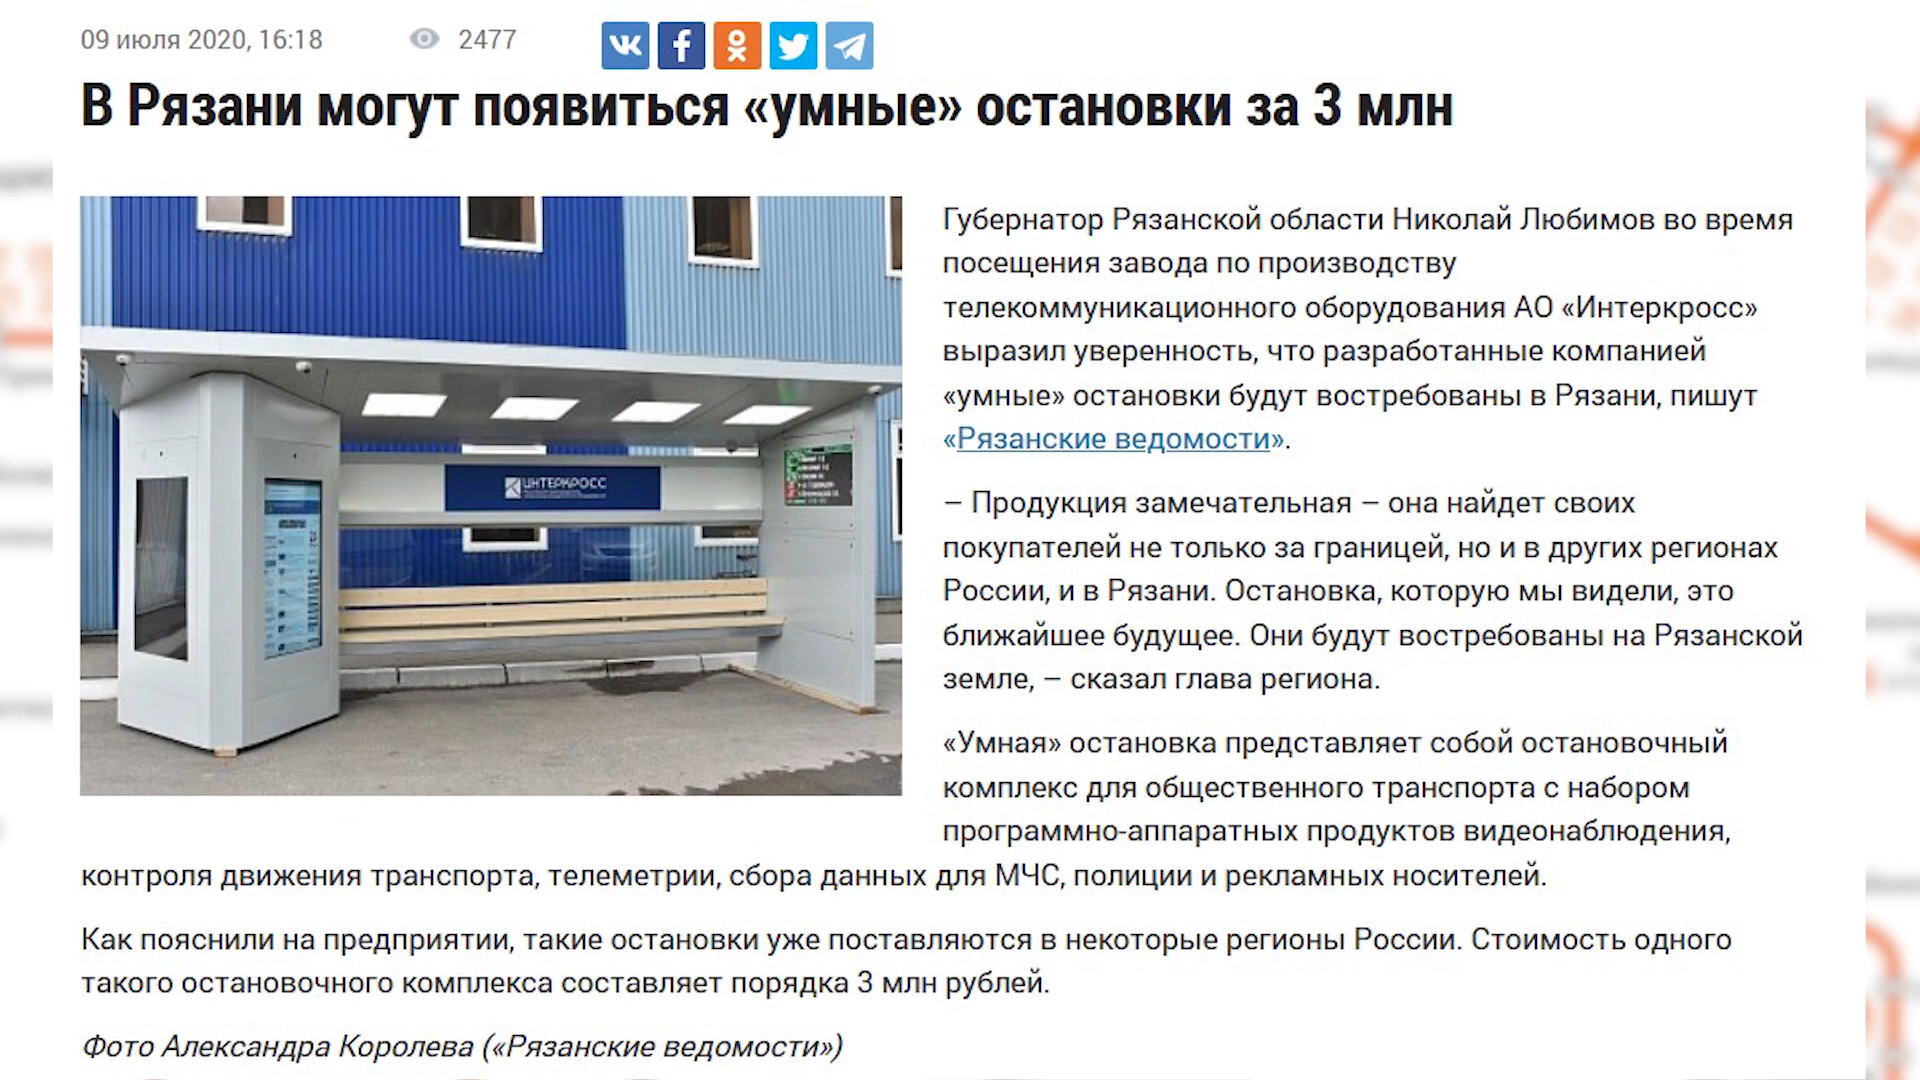 09 июля 2020, 16:18
2477
В Рязани могут появиться «умные» остановки за 3 млн
ИНТЕРКРОСС
Губернатор Рязанской области Николай Любимов во время
посещения завода по производству
телекоммуникационного оборудования АО «Интеркросс»
выразил уверенность, что разработанные компанией
«умные» остановки будут востребованы в Рязани, пишут
«Рязанские ведомости».
– Продукция замечательная – она найдет своих
покупателей не только за границей, но и в других регионах
России, и в Рязани. Остановка, которую мы видели, это
ближайшее будущее. Они будут востребованы на Рязанской
земле, – сказал глава региона.
«Умная» остановка представляет собой остановочный
комплекс для общественного транспорта с набором
программно-аппаратных продуктов видеонаблюдения,
контроля движения транспорта, телеметрии, сбора данных для МЧС, полиции и рекламных носителей.
Как пояснили на предприятии, такие остановки уже поставляются в некоторые регионы России. Стоимость одного
такого остановочного комплекса составляет порядка 3 млн рублей.
Фото Александра Королева («Рязанские ведомости»)